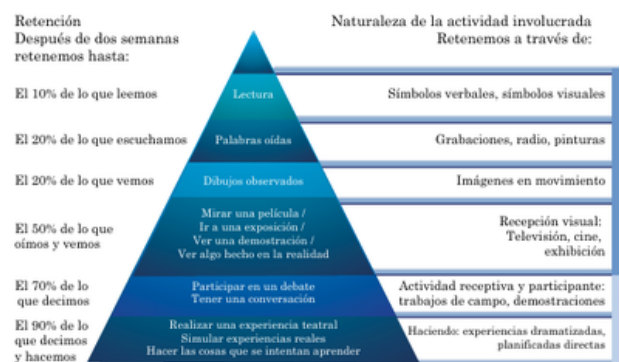 Retención
Después de dos semanas
retenemos hasta:
Naturaleza de la actividad involucrada
Retenemos a través de:
El 10% de lo que leemos
Lectura
Símbolos verbales, símbolos visuales
El 20% de lo que escuchamos
Palabras oídas
Grabaciones, radio, pinturas
El 20% de lo que vemos
Dibujos observados
Imágenes en movimiento
El 50% de lo que
oímos y vemos
Mirar una película /
Ir a una exposición /
Ver una demostración /
Ver algo hecho en la realidad
Recepción visual:
Televisión, cine,
exhibición
El 70% de lo
que decimos
Participar en un debate
Tener una conversación
Actividad receptiva y participante:
trabajos de campo, demostraciones
El 90% de lo
que decimos
y hacemos
Realizar una experiencia teatral
Simular experiencias reales
Hacer las cosas que se intentan aprender
Haciendo: experiencias dramatizadas,
planificadas directas